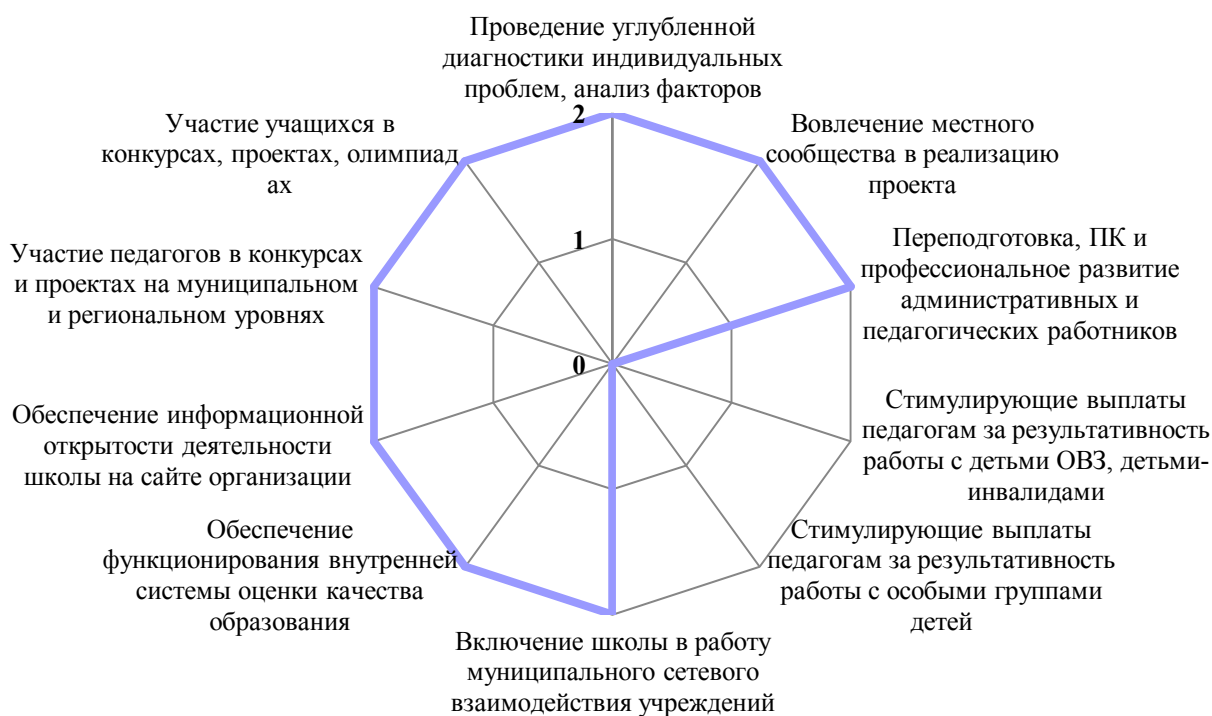 Проведение углубленной
диагностики индивидуальных
проблем, анализ факторов
2
Вовлечение местного
сообщества в реализацию
проекта
Переподготовка, ПК и
профессиональное развитие
административных и
педагогических работников
Стимулирующие выплаты
педагогам за результативность
работы с детьми ОВЗ, детьми-
инвалидами
Стимулирующие выплаты
педагогам за результативность
работы с особыми группами
детей
Включение школы в работу
муниципального сетевого
взаимодействия учреждений
Обеспечение
функционирования внутренней
системы оценки качества
образования
Обеспечение информационной
открытости деятельности
школы на сайте организации
Участие педагогов в конкурсах
и проектах на муниципальном
и региональном уровнях
Участие учащихся в
конкурсах, проектах, олимпиад
ах
1
0